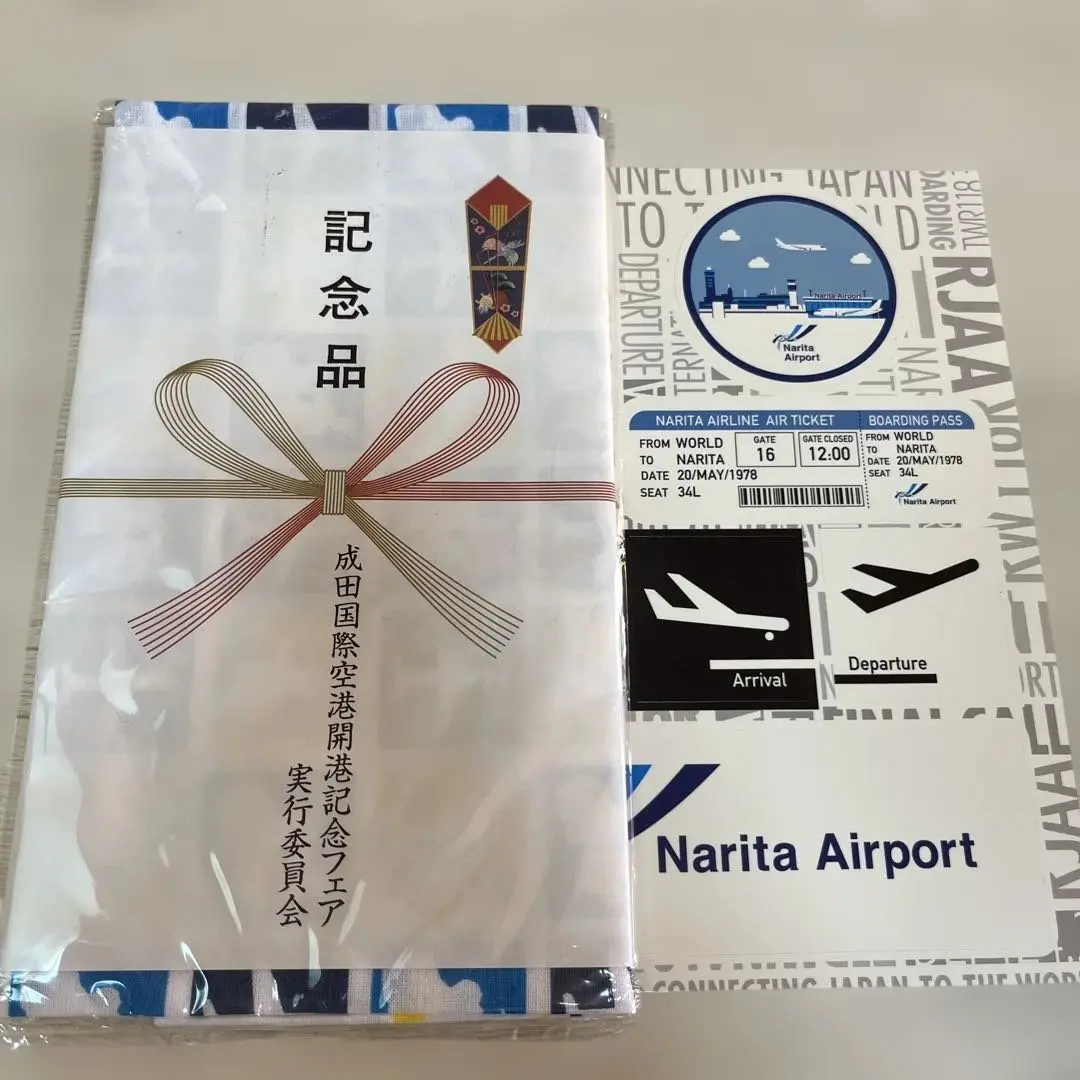 記念品
成田国際空港開港記念フェア
実行委員会
CONNECTING JAPAN
TO THE WORLD
DEPARTURE
RJAA
Narita Airport
Narita
Airport
NARITA AIRLINE AIR TICKET
FROM WORLD
TO NARITA
DATE 20/MAY/1978
SEAT 34L
GATE
16
GATE CLOSED
12:00
BOARDING PASS
FROM WORLD
TO NARITA
DATE 20/MAY/1978
SEAT 34L
Narita Airport
Arrival
Departure
Narita Airport
CONNECTING JAPAN TO THE WOR